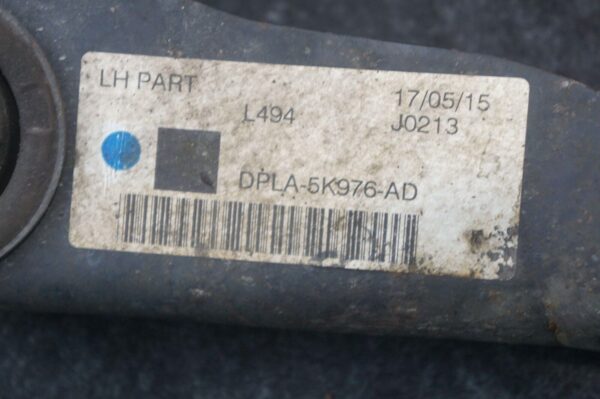 LH PART
L494
17/05/15
J0213
DPLA-5K976-AD